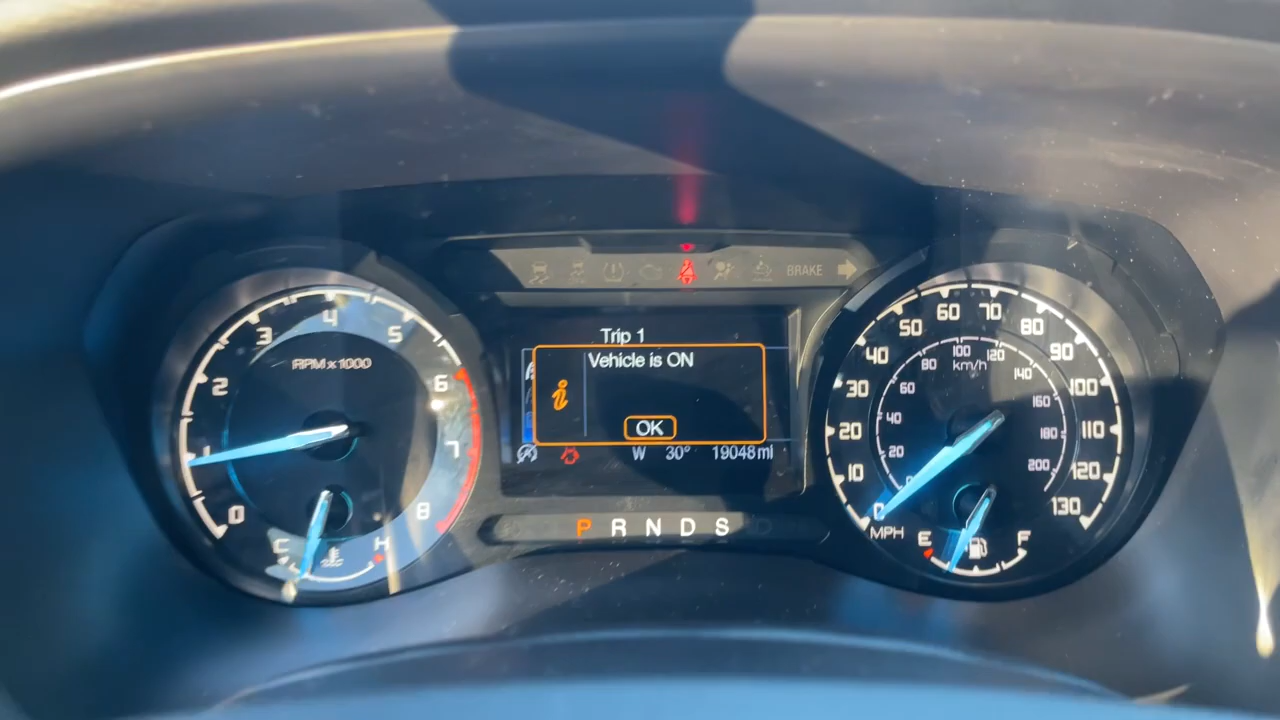 BRAKE
Trip 1
Vehicle is ON
OK
W 30° 19048mi
P R N D S
RPM x 1000
0 1 2 3 4 5 6 7 8
C H
0 10 20 30 40 50 60 70 80 90 100 110 120 130
MPH
km/h
20 40 60 80 100 120 140 160 180 200
E F